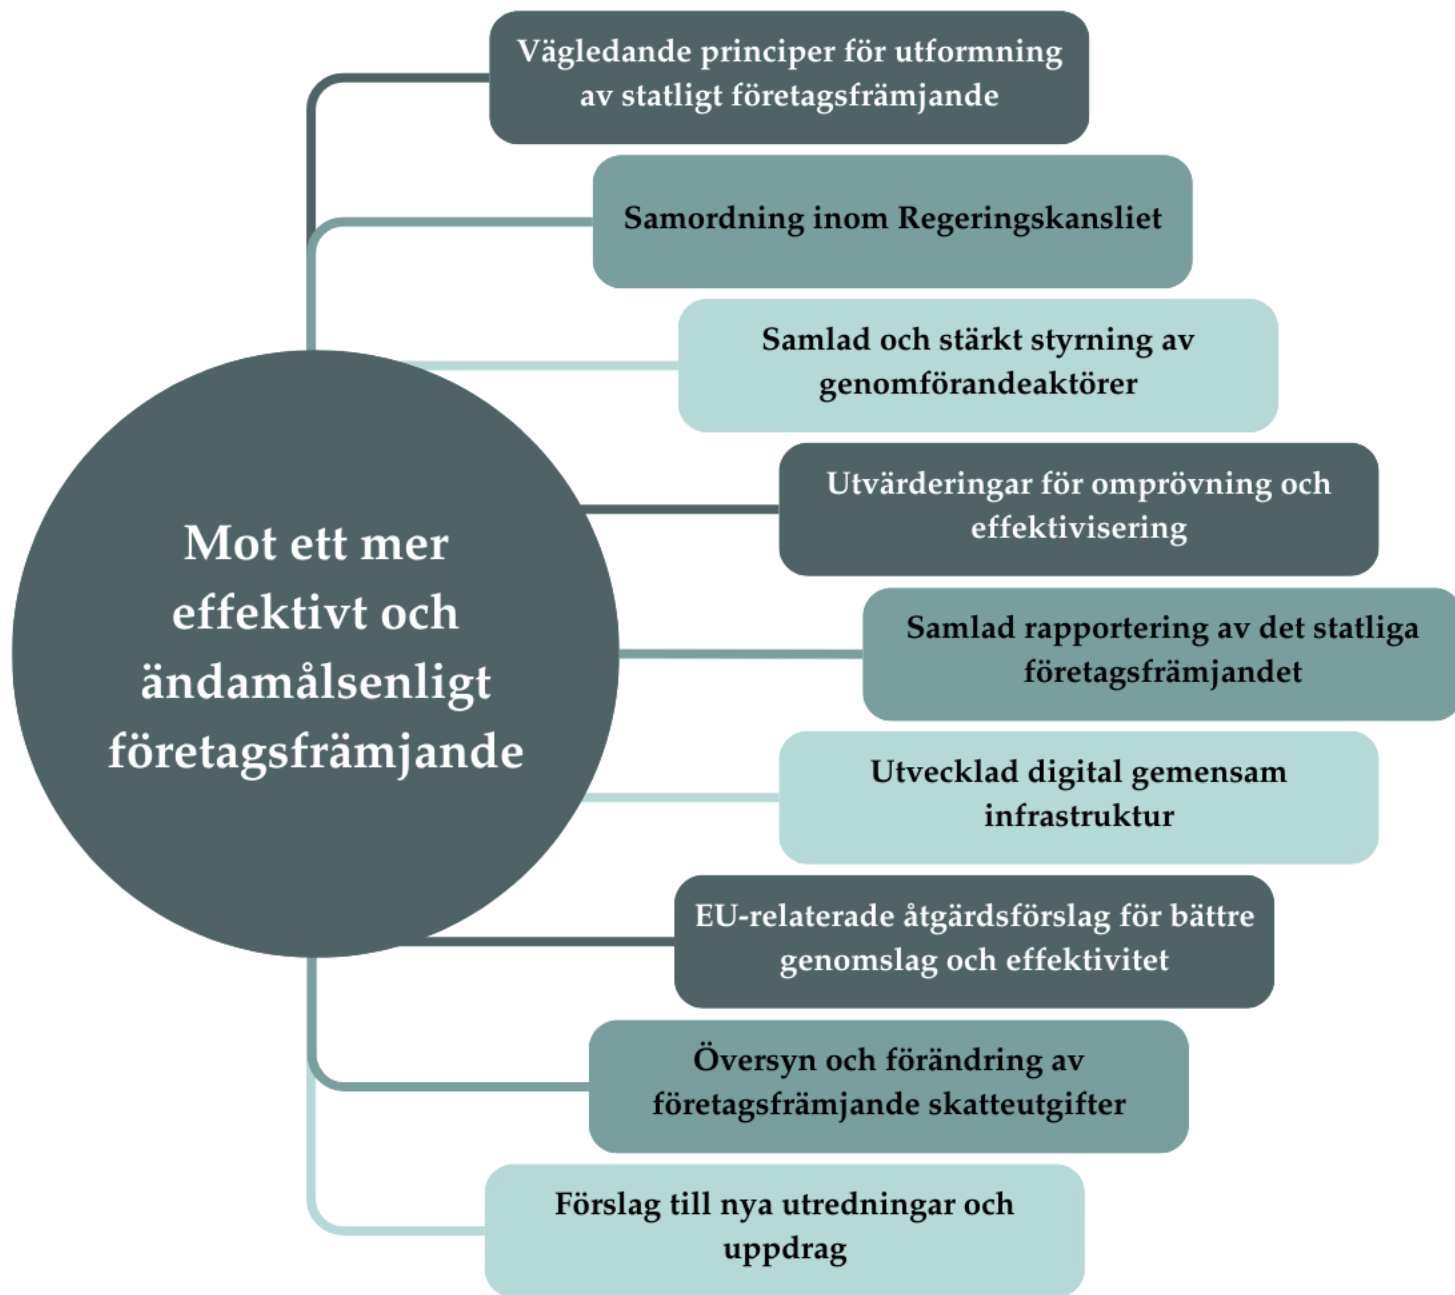 Vägledande principer för utformning
av statligt företagsfrämjande
Samordning inom Regeringskansliet
Samlad och stärkt styrning av
genomförandeaktörer
Utvärderingar för omprövning och
effektivisering
Mot ett mer
effektivt och
ändamålsenligt
företagsfrämjande
Samlad rapportering av det statliga
företagsfrämjandet
Utvecklad digital gemensam
infrastruktur
EU-relaterade åtgärdsförslag för bättre
genomslag och effektivitet
Översyn och förändring av
företagsfrämjande skatteutgifter
Förslag till nya utredningar och
uppdrag